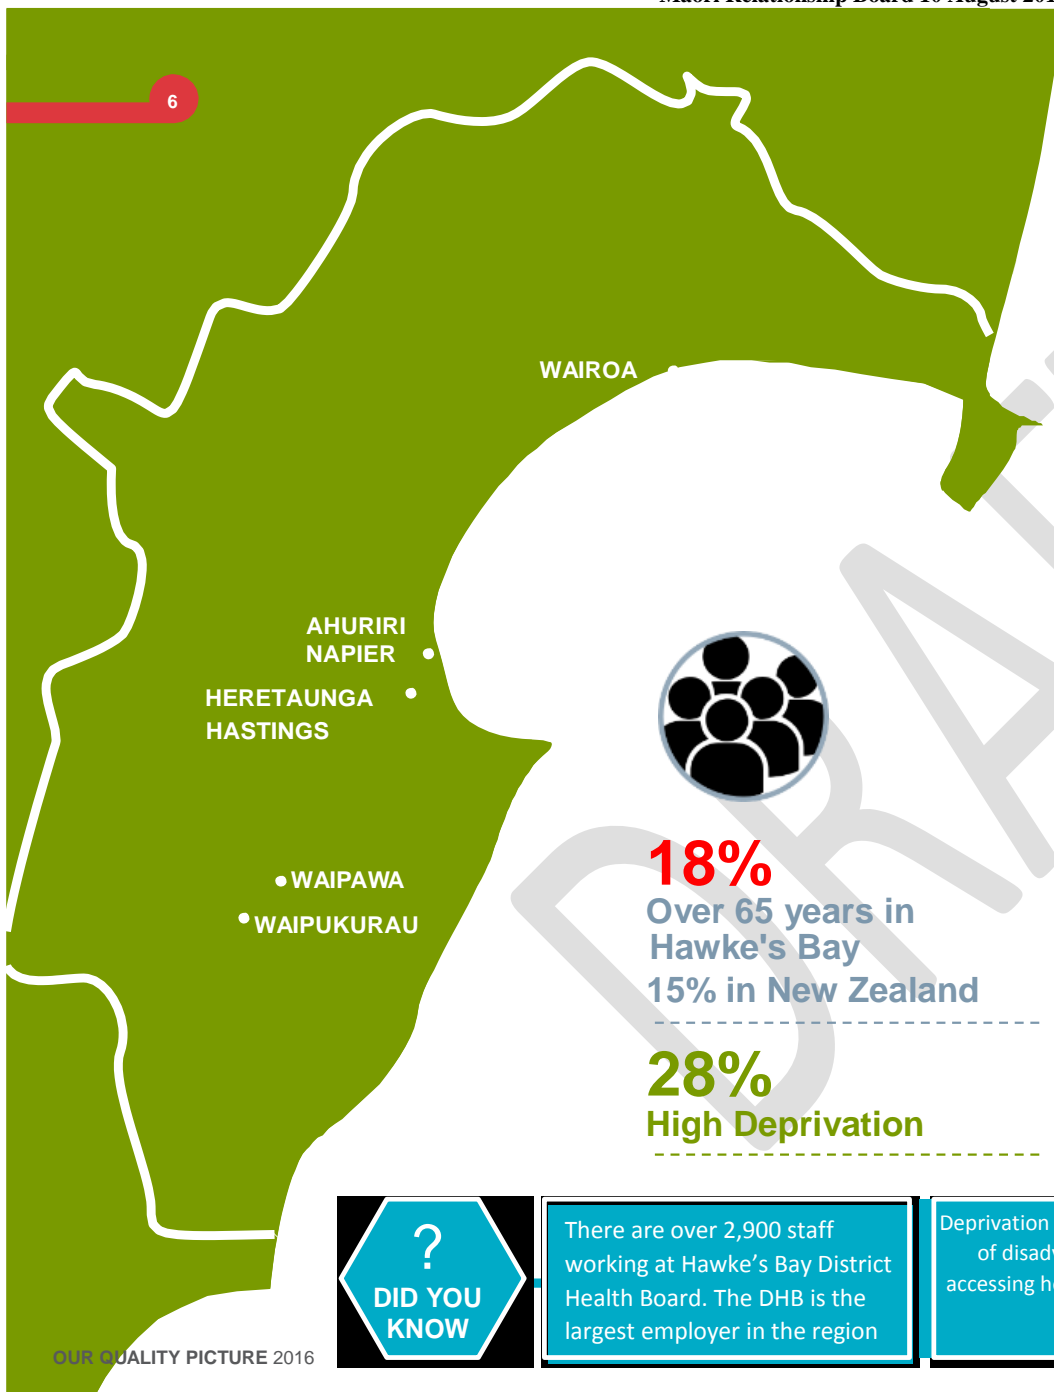 6
WAIROA
AHURIRI
NAPIER
HERETAUNGA
HASTINGS
WAIPAWA
WAIPUKURAU
18%
Over 65 years in
Hawke's Bay
15% in New Zealand
28%
High Deprivation
?
DID YOU
KNOW
There are over 2,900 staff
working at Hawke’s Bay District
Health Board. The DHB is the
largest employer in the region
Deprivation
of
accessing
OUR QUALITY PICTURE 2016